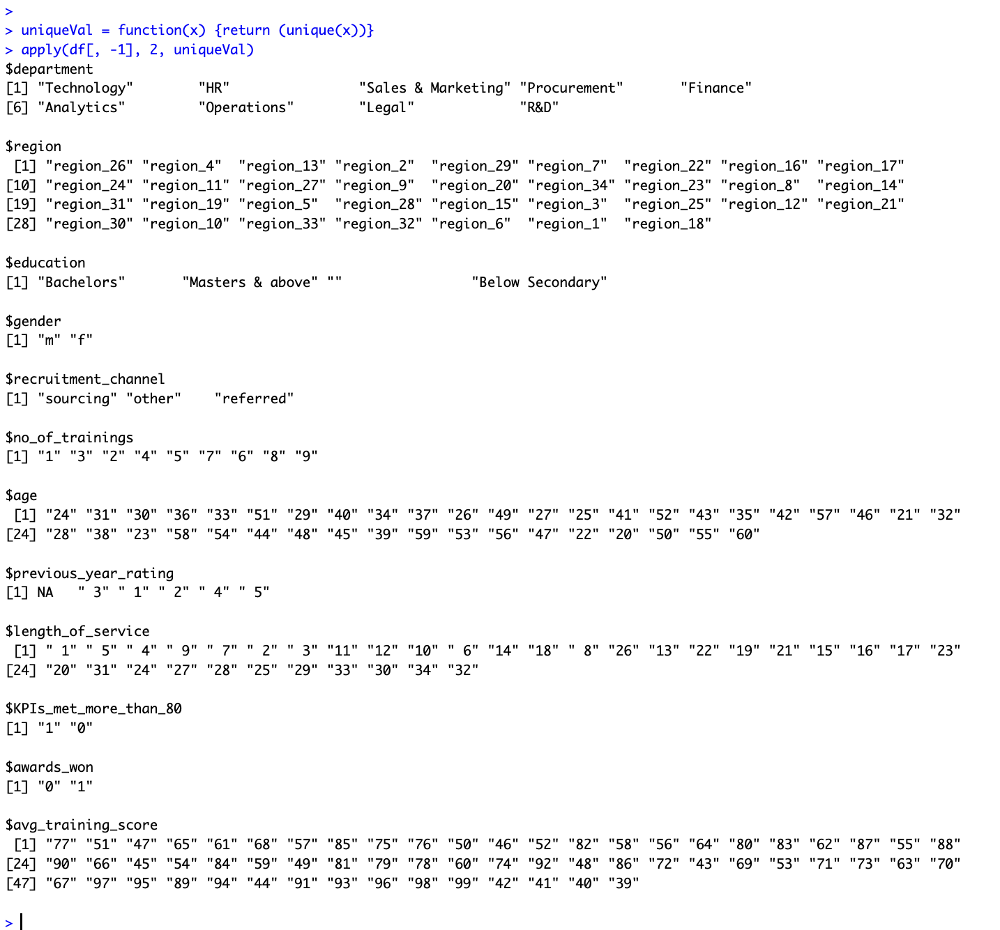 >
> uniqueVal = function(x) {return (unique(x))}
> apply(df[, -1], 2, uniqueVal)
$department
[1] "Technology"        "HR"                "Sales & Marketing" "Procurement"       "Finance"
[6] "Analytics"         "Operations"        "Legal"             "R&D"
$region
 [1] "region_26" "region_4"  "region_13" "region_2"  "region_29" "region_7"  "region_22" "region_16" "region_17"
[10] "region_24" "region_11" "region_27" "region_9"  "region_20" "region_34" "region_23" "region_8"  "region_14"
[19] "region_31" "region_19" "region_5"  "region_28" "region_15" "region_3"  "region_25" "region_12" "region_21"
[28] "region_30" "region_10" "region_33" "region_32" "region_6"  "region_1"  "region_18"
$education
[1] "Bachelors"       "Masters & above" ""                "Below Secondary"
$gender
[1] "m" "f"
$recruitment_channel
[1] "sourcing" "other"    "referred"
$no_of_trainings
[1] "1" "3" "2" "4" "5" "7" "6" "8" "9"
$age
 [1] "24" "31" "30" "36" "33" "51" "29" "40" "34" "37" "26" "49" "27" "25" "41" "52" "43" "35" "42" "57" "46" "21" "32"
[24] "28" "38" "23" "58" "54" "44" "48" "45" "39" "59" "53" "56" "47" "22" "20" "50" "55" "60"
$previous_year_rating
[1] NA   " 3" " 1" " 2" " 4" " 5"
$length_of_service
 [1] " 1" " 5" " 4" " 9" " 7" " 2" " 3" "11" "12" "10" " 6" "14" "18" " 8" "26" "13" "22" "19" "21" "15" "16" "17" "23"
[24] "20" "31" "24" "27" "28" "25" "29" "33" "30" "34" "32"
$KPIs_met_more_than_80
[1] "1" "0"
$awards_won
[1] "0" "1"
$avg_training_score
 [1] "77" "51" "47" "65" "61" "68" "57" "85" "75" "76" "50" "46" "52" "82" "58" "56" "64" "80" "83" "62" "87" "55" "88"
[24] "90" "66" "45" "54" "84" "59" "49" "81" "79" "78" "60" "74" "92" "48" "86" "72" "43" "69" "53" "71" "73" "63" "70"
[47] "67" "97" "95" "89" "94" "44" "91" "93" "96" "98" "99" "42" "41" "40" "39"
>